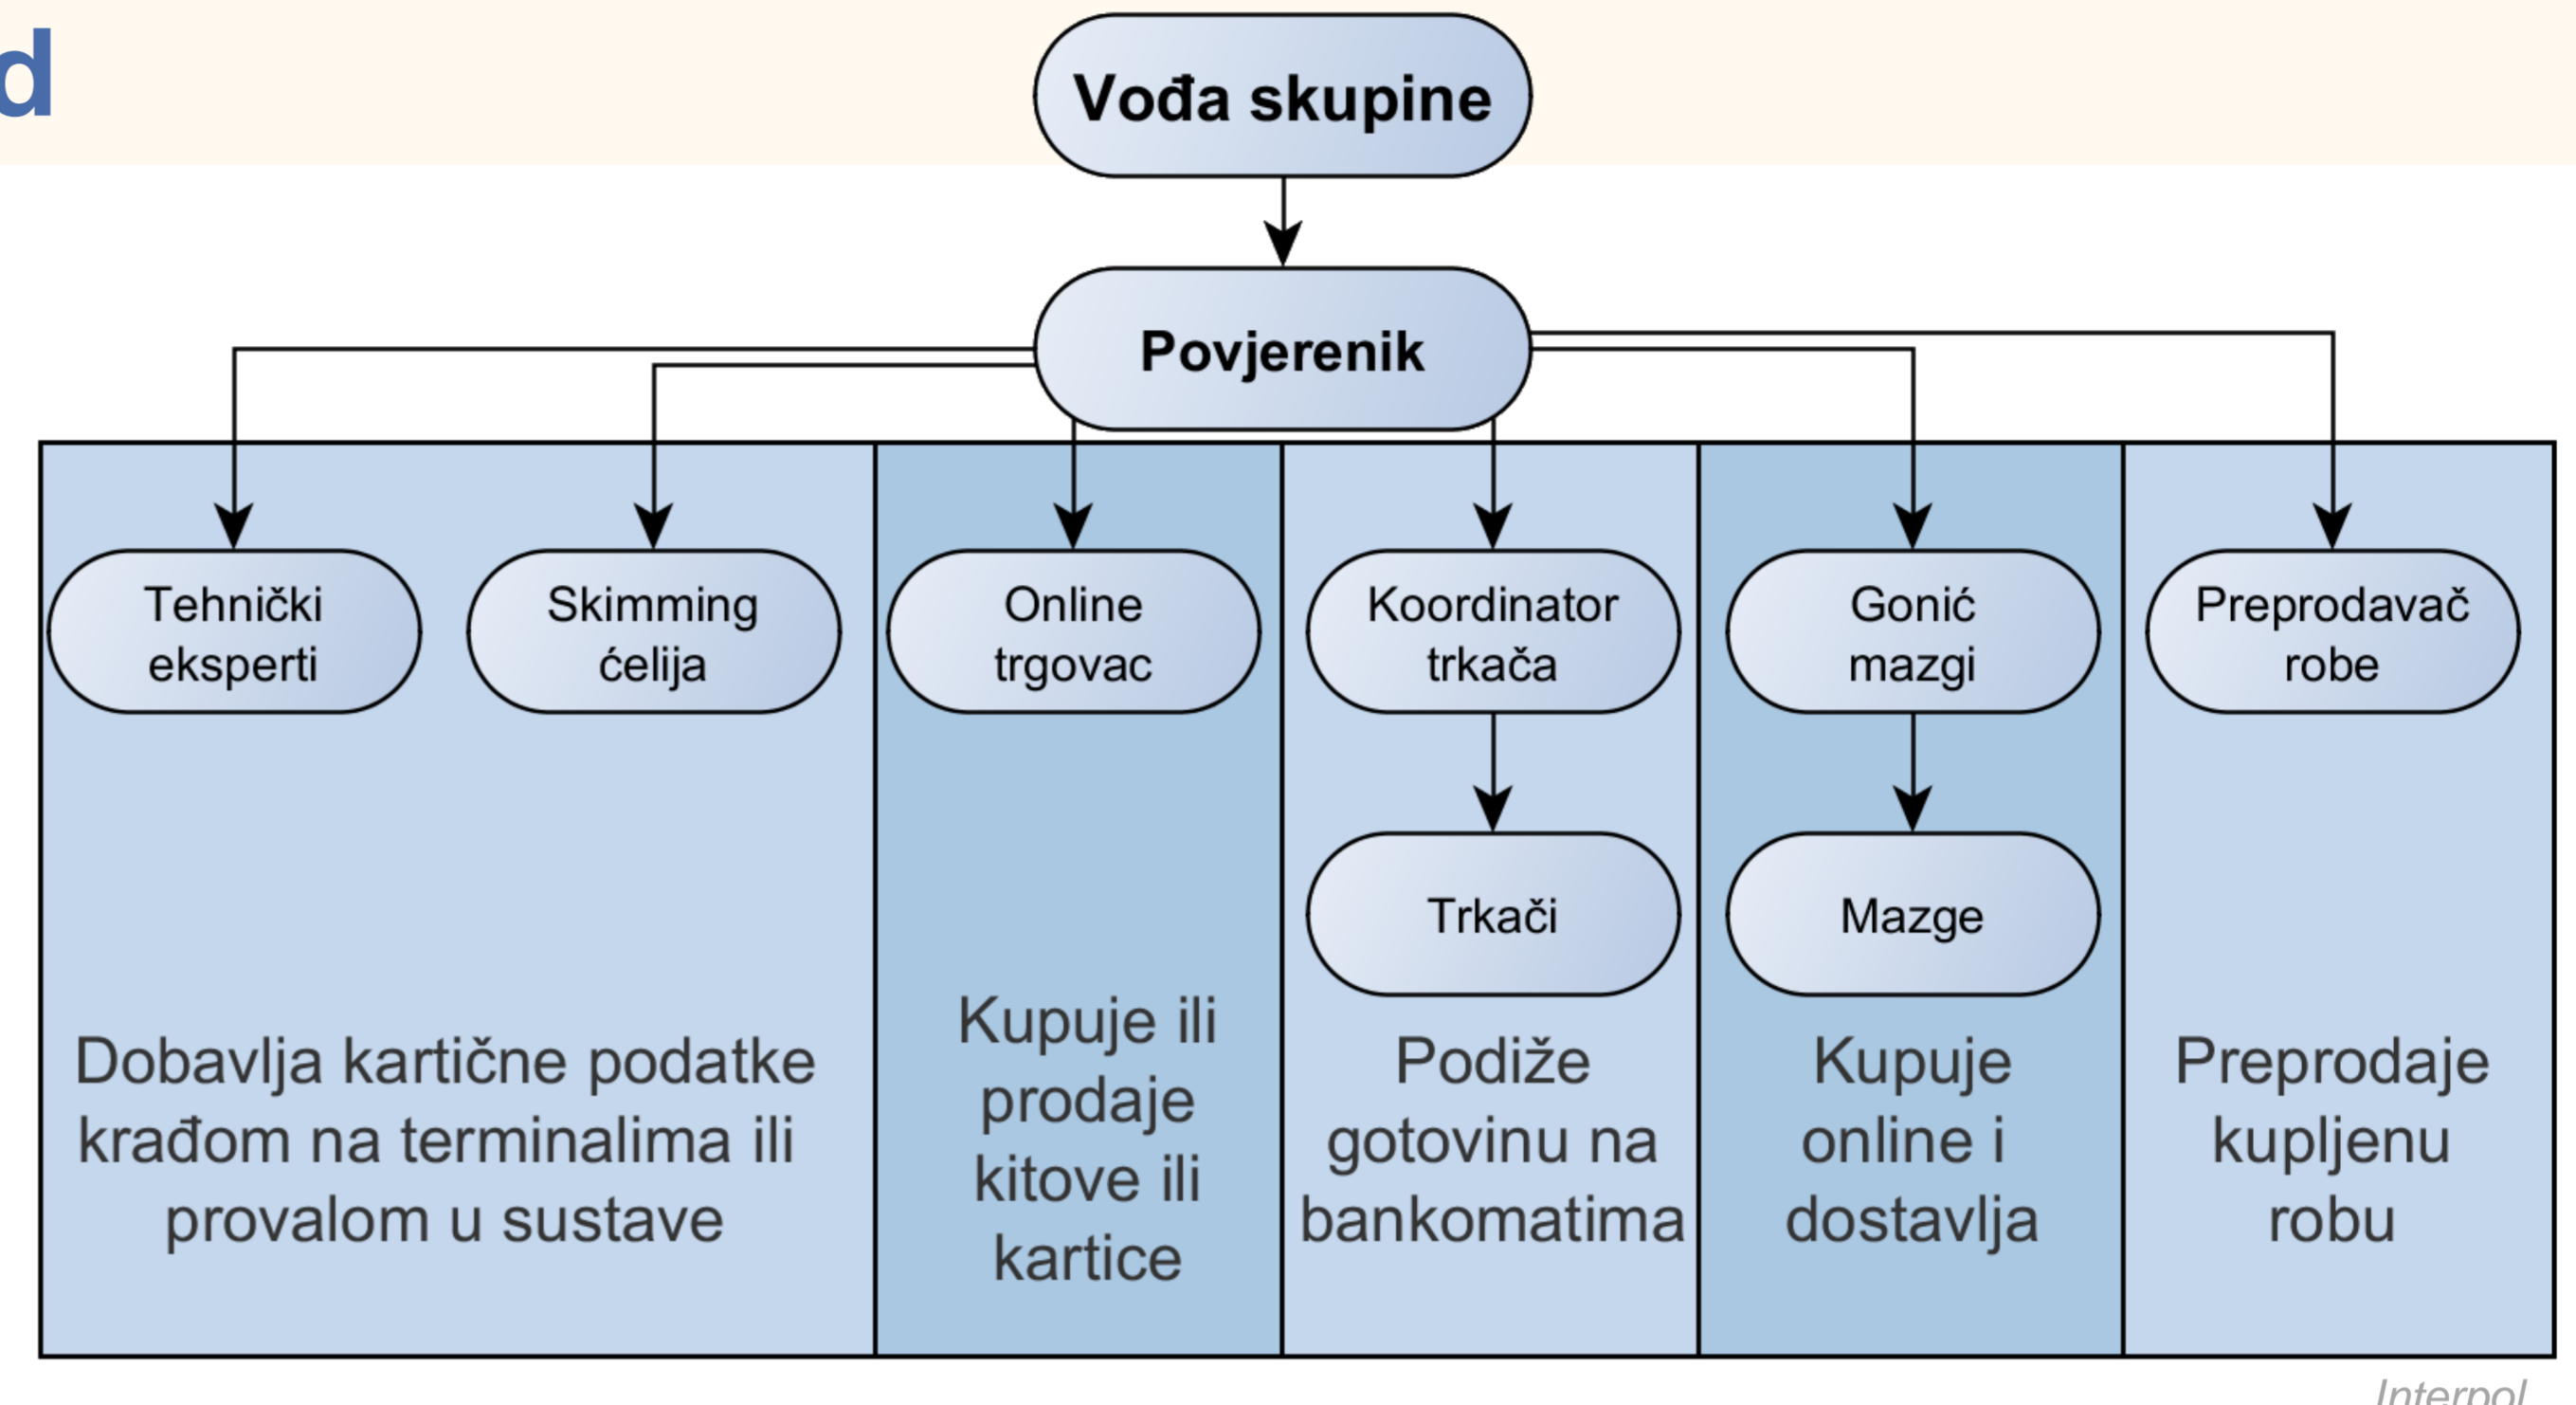 d
Vođa skupine
Povjerenik
Tehnički
eksperti
Skimming
ćelija
Online
trgovac
Koordinator
trkača
Gonić
mazgi
Preprodavač
robe
Trkači
Mazge
Dobavlja kartične podatke
krađom na terminalima ili
provalom u sustave
Kupuje ili
prodaje
kitove ili
kartice
Podiže
gotovinu na
bankomatima
Kupuje
online i
dostavlja
Preprodaje
kupljenu
robu
Interpol